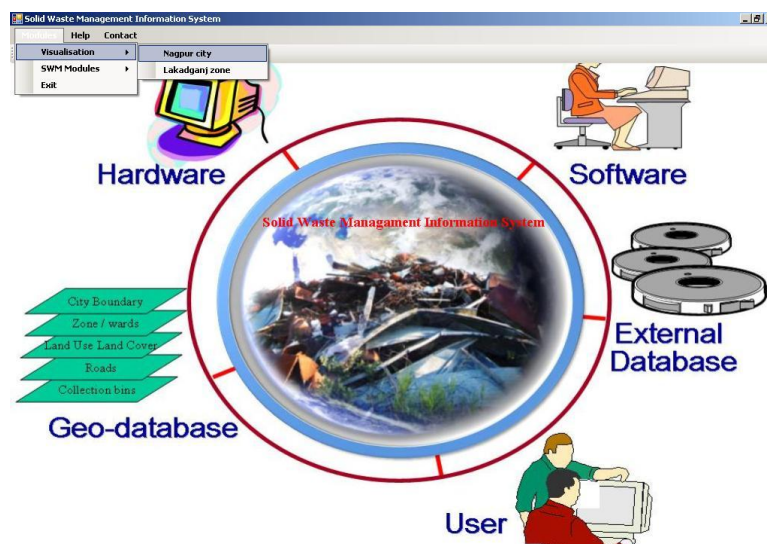 Solid Waste Management Information System
Modules Help Contact
Visualisation
SWM Modules
Exit
Nagpur city
Lakadganj zone
Hardware
Software
Solid Waste Managament Information System
City Boundary
Zone / wards
Land Use Land Cover
Roads
Collection bins
Geo-database
External
Database
User